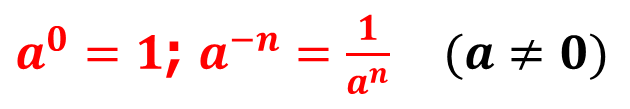 a⁰ = 1; a⁻ⁿ = 1/aⁿ (a ≠ 0)